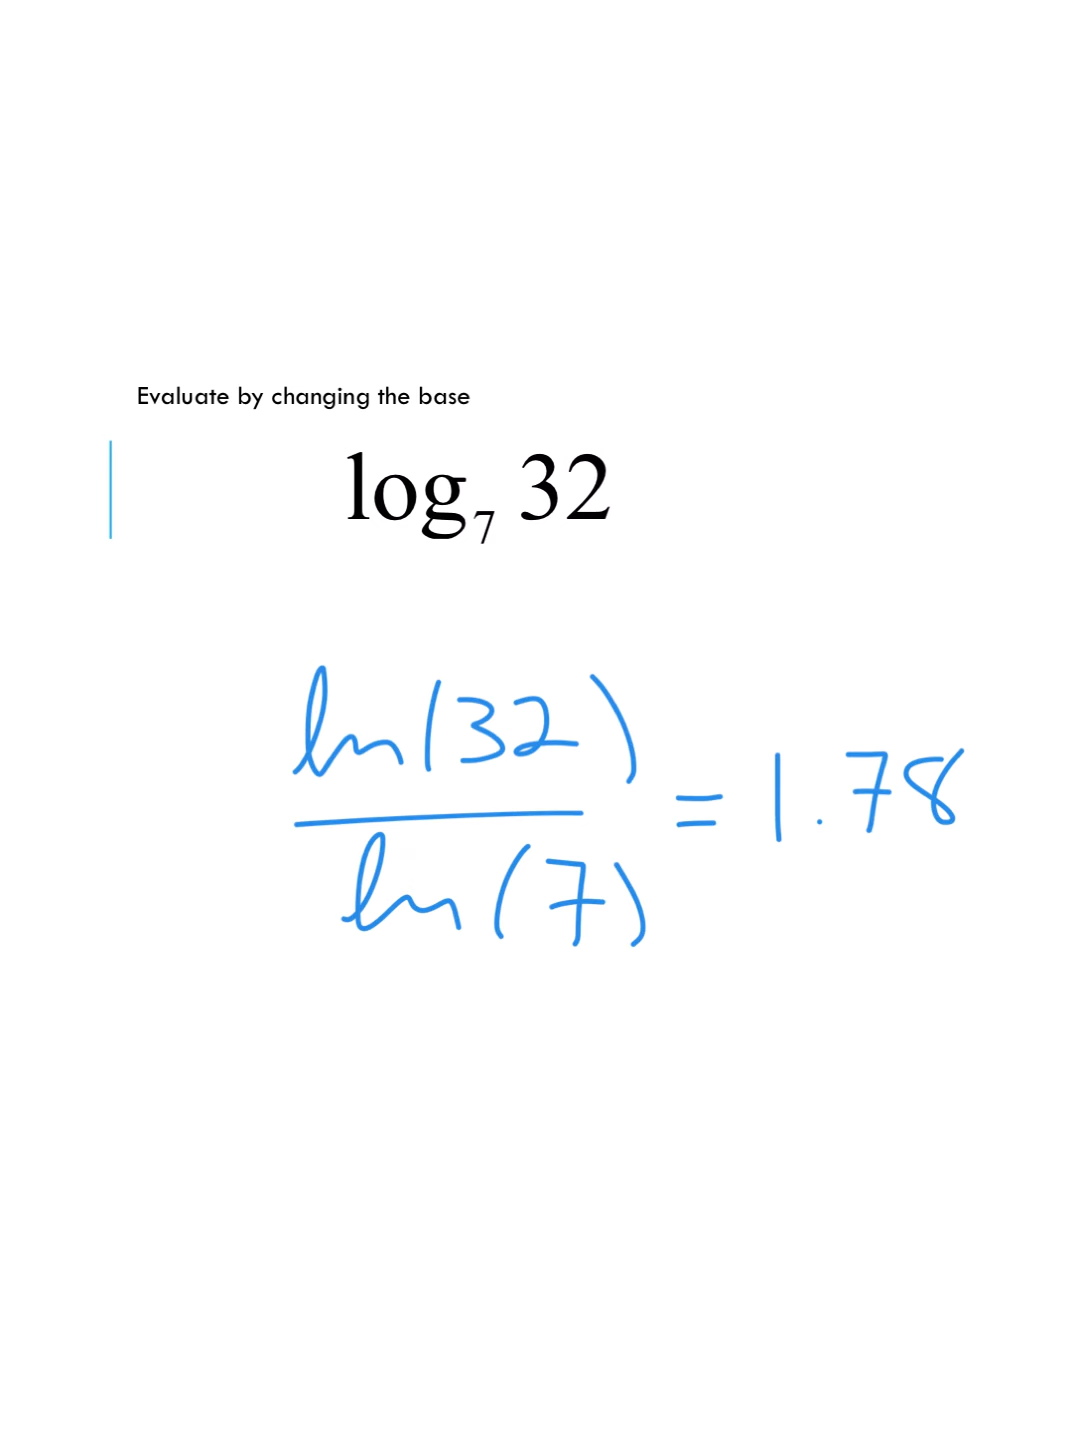 Evaluate by changing the base
log₇ 32
ln(32)
ln(7)
= 1.78